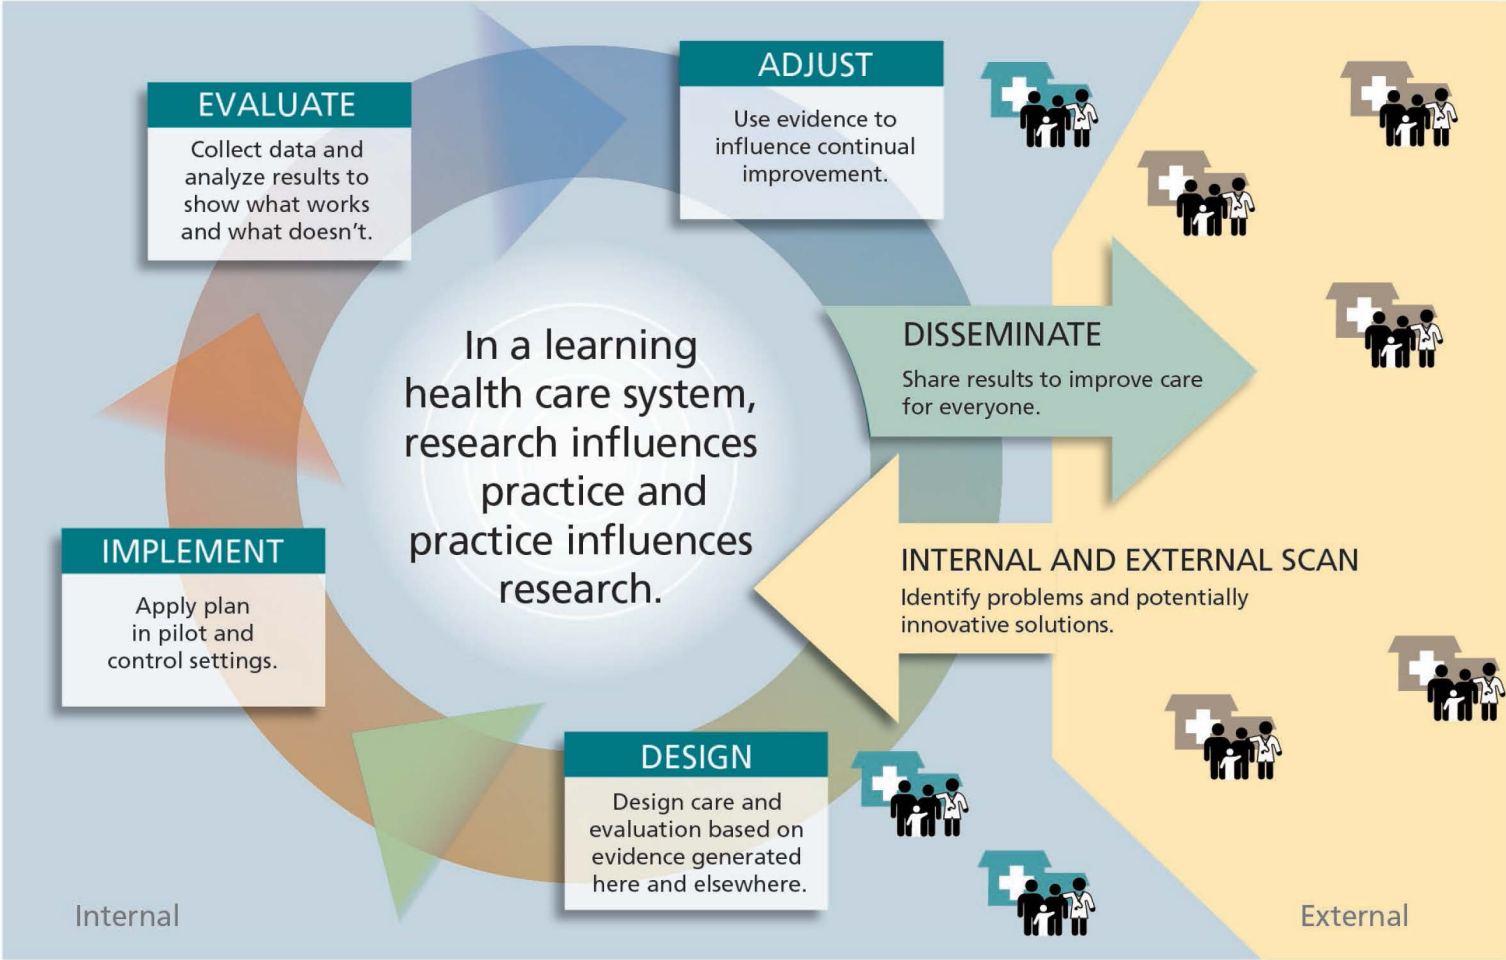 EVALUATE
Collect data and
analyze results to
show what works
and what doesn't.
ADJUST
Use evidence to
influence continual
improvement.
In a learning
health care system,
research influences
practice and
practice influences
research.
DISSEMINATE
Share results to improve care
for everyone.
INTERNAL AND EXTERNAL SCAN
Identify problems and potentially
innovative solutions.
IMPLEMENT
Apply plan
in pilot and
control settings.
DESIGN
Design care and
evaluation based on
evidence generated
here and elsewhere.
Internal
External